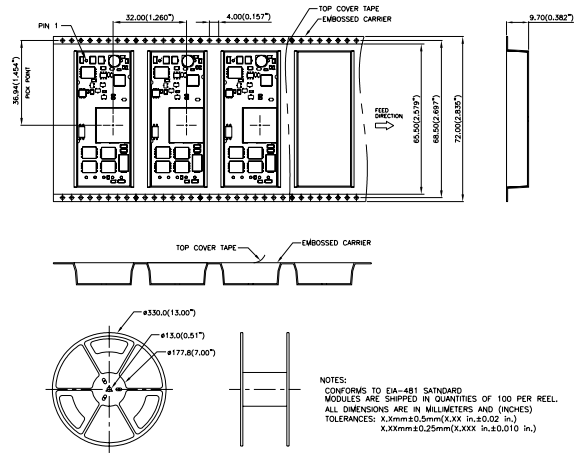 32.00(1.260")
4.00(0.157")
TOP COVER TAPE
EMBOSSED CARRIER
9.70(0.382")
PIN 1
36.94(1.454")
PICK POINT
FEED
DIRECTION
65.50(2.579")
68.50(2.697")
72.00(2.835")
TOP COVER TAPE
EMBOSSED CARRIER
ø330.0(13.00")
ø13.0(0.51")
ø177.8(7.00")
NOTES:
CONFORMS TO EIA-481 SATNDARD
MODULES ARE SHIPPED IN QUANTITIES OF 100 PER REEL.
ALL DIMENSIONS ARE IN MILLIMETERS AND (INCHES)
TOLERANCES: X.Xmm±0.5mm(X.XX in.±0.02 in.)
X.XXmm±0.25mm(X.XXX in.±0.010 in.)